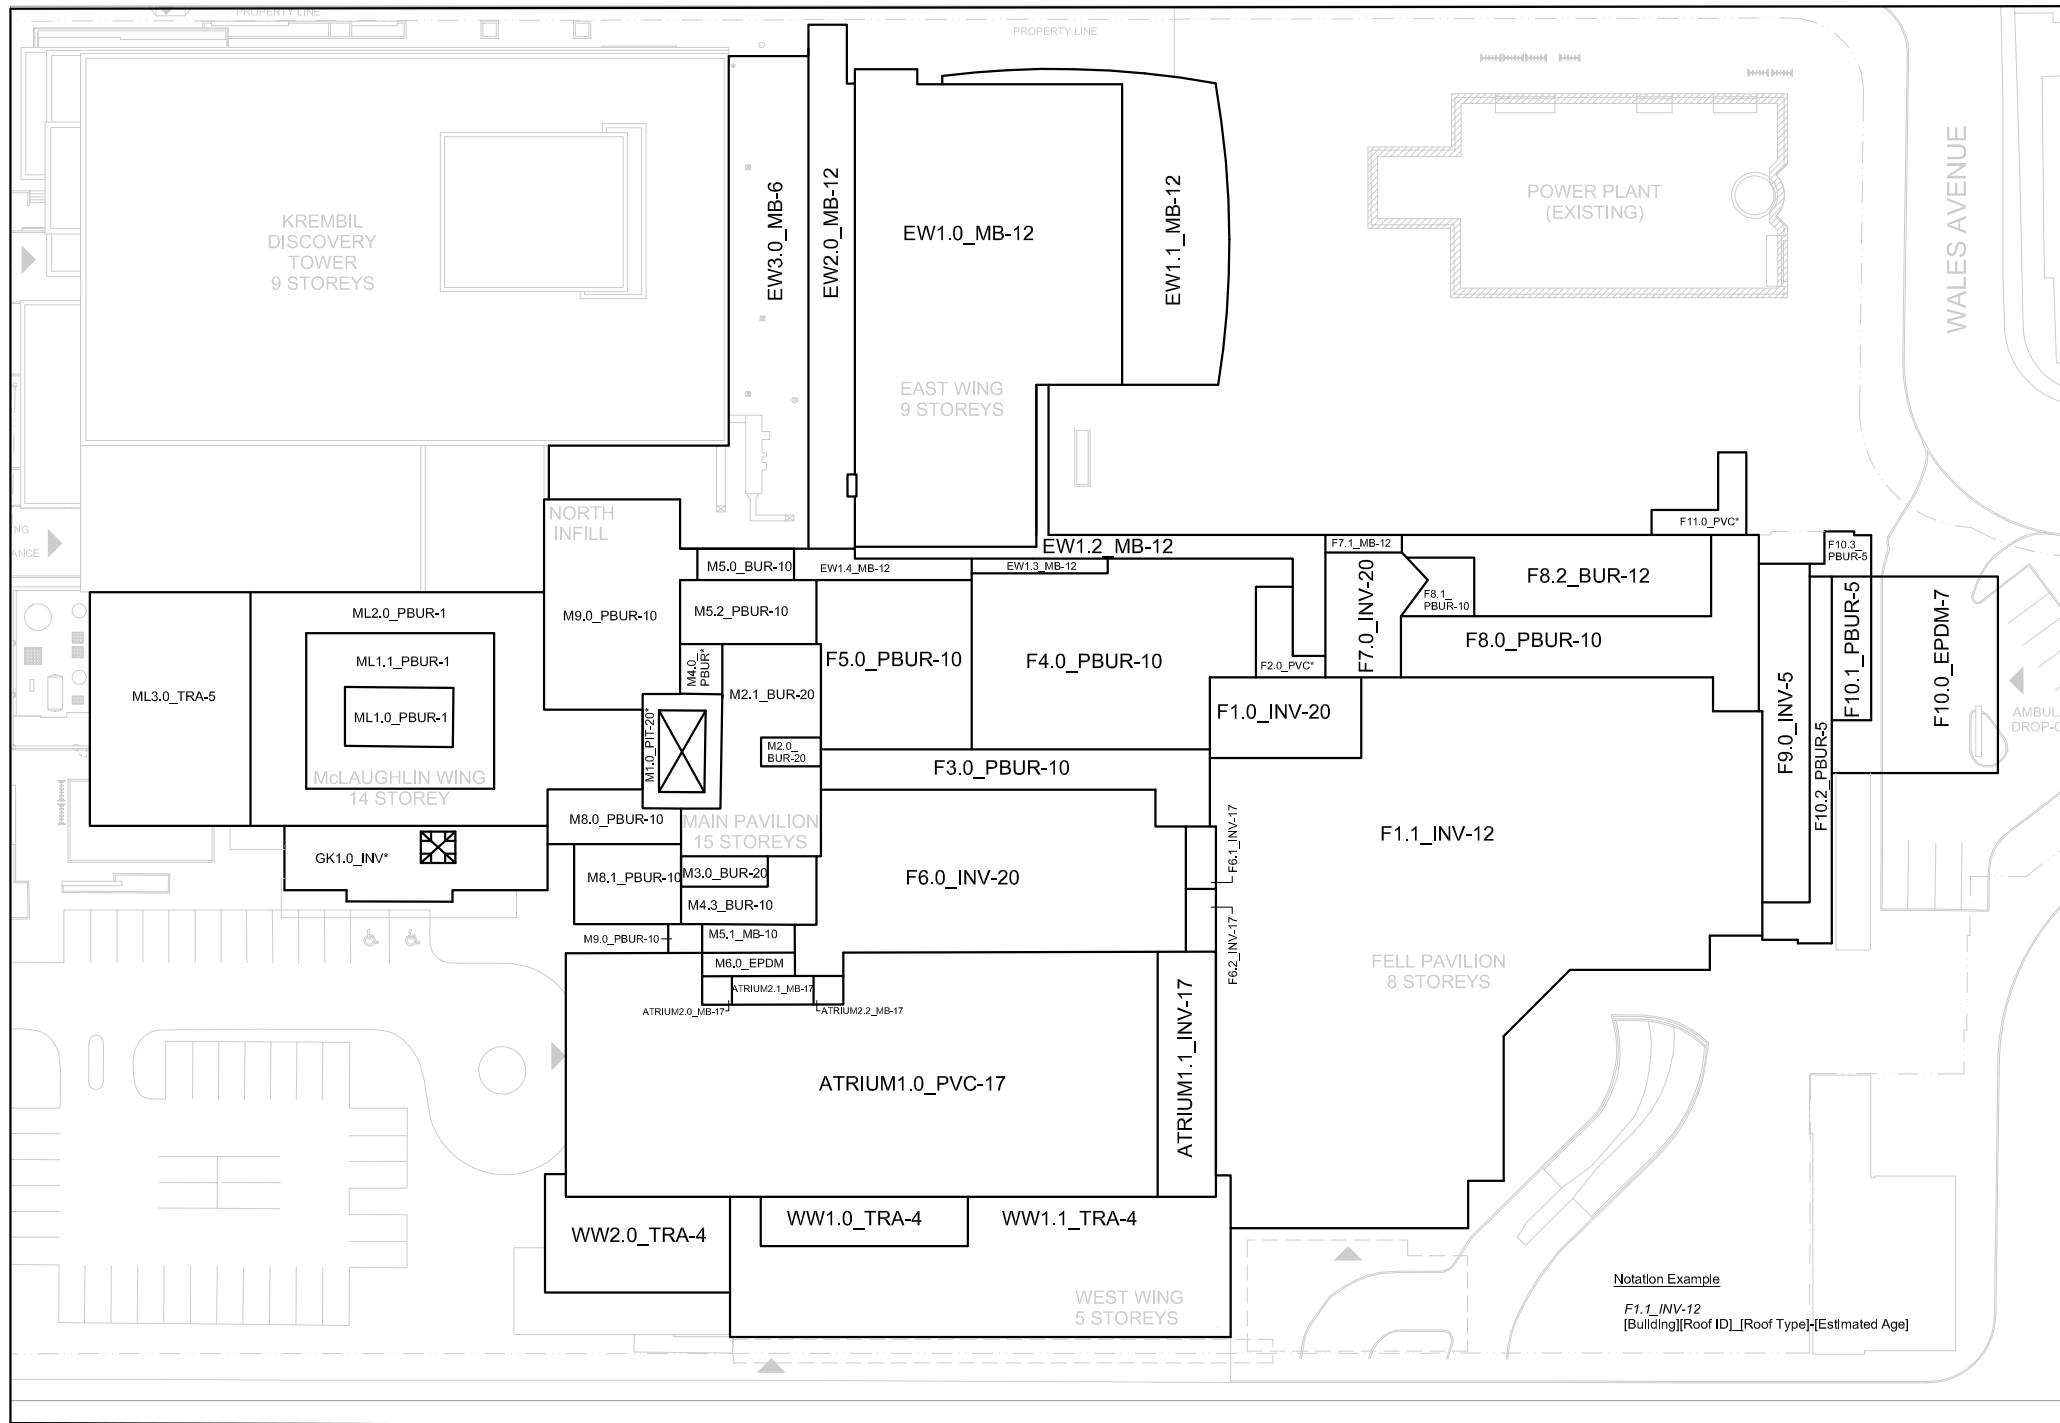 PROPERTY LINE
PROPERTY LINE
KREMBIL
DISCOVERY
TOWER
9 STOREYS
EW3.0_MB-6
EW2.0_MB-12
EW1.0_MB-12
EW1.1_MB-12
POWER PLANT
(EXISTING)
WALES AVENUE
EAST WING
9 STOREYS
NORTH
INFILL
NG
ANCE
EW1.2_MB-12
F7.1_MB-12
F11.0_PVC*
F10.3_
PBUR-5
M5.0_BUR-10
EW1.4_MB-12
EW1.3_MB-12
F8.2_BUR-12
F8.1_
PBUR-10
M9.0_PBUR-10
M5.2_PBUR-10
ML2.0_PBUR-1
ML1.1_PBUR-1
ML1.0_PBUR-1
ML3.0_TRA-5
McLAUGHLIN WING
14 STOREY
M4.0_
PBUR*
M2.1_BUR-20
M1.0_PIT-20*
M2.0_
BUR-20
F5.0_PBUR-10
F4.0_PBUR-10
F2.0_PVC*
F7.0_INV-20
F8.0_PBUR-10
F1.0_INV-20
F9.0_INV-5
F10.2_PBUR-5
F10.1_PBUR-5
F10.0_EPDM-7
AMBUL
DROP-O
F3.0_PBUR-10
M8.0_PBUR-10
MAIN PAVILION
15 STOREYS
GK1.0_INV*
M8.1_PBUR-10
M3.0_BUR-20
M4.3_BUR-10
F6.0_INV-20
F6.1_INV-17
F6.2_INV-17
F1.1_INV-12
M9.0_PBUR-10
M5.1_MB-10
M6.0_EPDM
ATRIUM2.1_MB-17
ATRIUM2.0_MB-17
ATRIUM2.2_MB-17
FELL PAVILION
8 STOREYS
ATRIUM1.0_PVC-17
ATRIUM1.1_INV-17
WW2.0_TRA-4
WW1.0_TRA-4
WW1.1_TRA-4
WEST WING
5 STOREYS
Notation Example
F1.1_INV-12
[Building][Roof ID]_[Roof Type]-[Estimated Age]